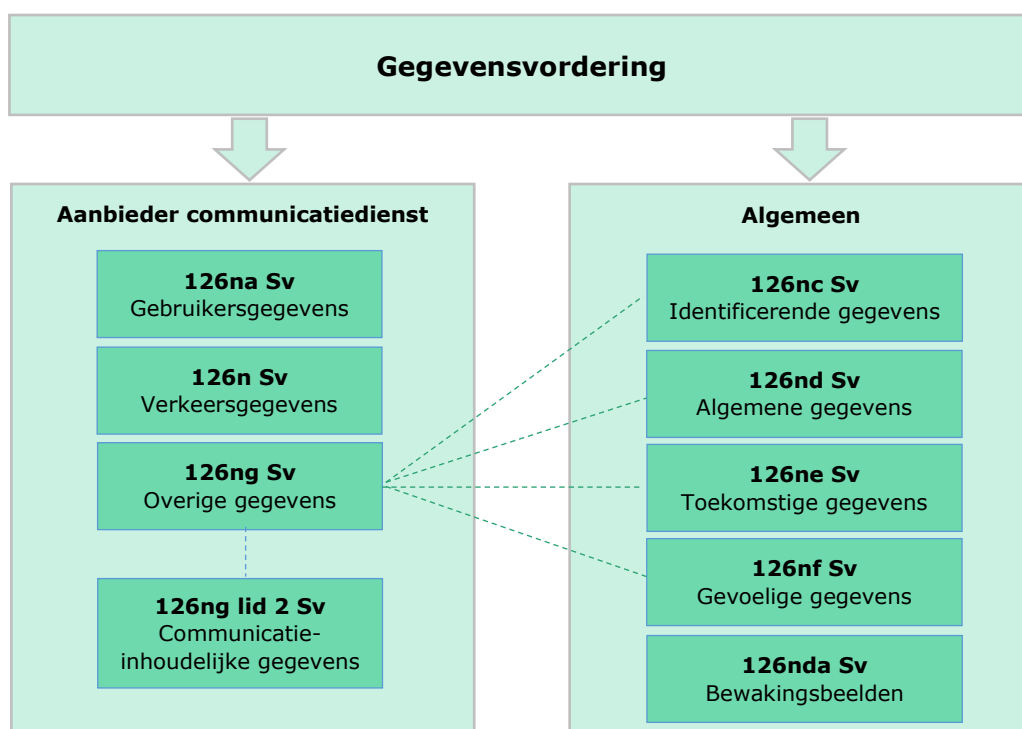 Gegevensvordering
Aanbieder communicatiedienst
126na Sv
Gebruikersgegevens
126n Sv
Verkeersgegevens
126ng Sv
Overige gegevens
126ng lid 2 Sv
Communicatie-
inhoudelijke gegevens
Algemeen
126nc Sv
Identificerende gegevens
126nd Sv
Algemene gegevens
126ne Sv
Toekomstige gegevens
126nf Sv
Gevoelige gegevens
126nda Sv
Bewakingsbeelden